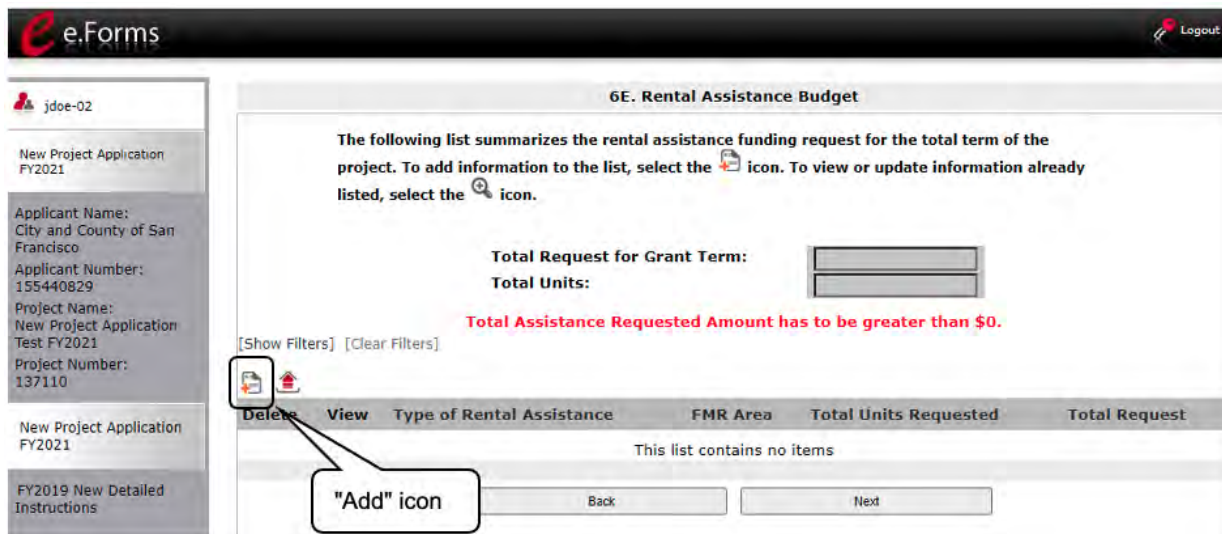 e e.Forms
Logout
jdoe-02
New Project Application
FY2021
Applicant Name:
City and County of San
Francisco
Applicant Number:
155440829
Project Name:
New Project Application
Test FY2021
Project Number:
137110
New Project Application
FY2021
FY2019 New Detailed
Instructions
6E. Rental Assistance Budget
The following list summarizes the rental assistance funding request for the total term of the
project. To add information to the list, select the icon. To view or update information already
listed, select the icon.
Total Request for Grant Term:
Total Units:
Total Assistance Requested Amount has to be greater than $0.
[Show Filters] [Clear Filters]
Delete View Type of Rental Assistance FMR Area Total Units Requested Total Request
This list contains no items
"Add" icon
Back Next